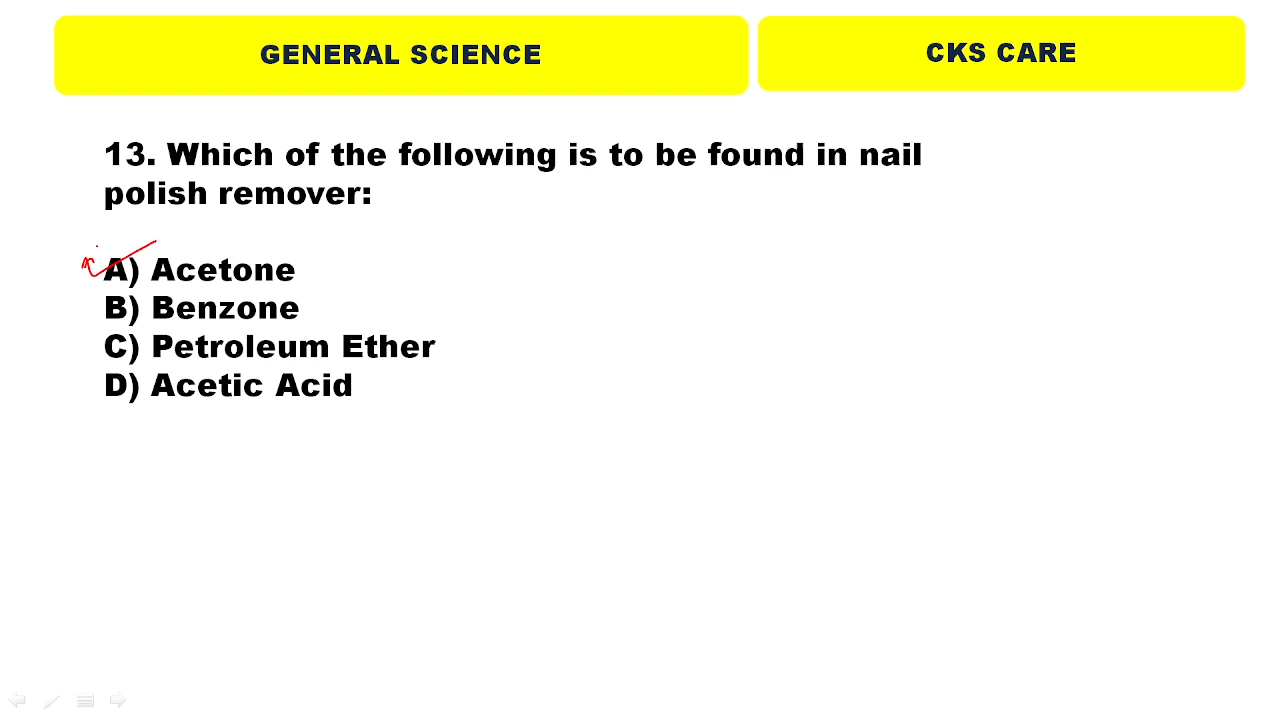 GENERAL SCIENCE
CKS CARE
13. Which of the following is to be found in nail
polish remover:
A) Acetone
B) Benzone
C) Petroleum Ether
D) Acetic Acid